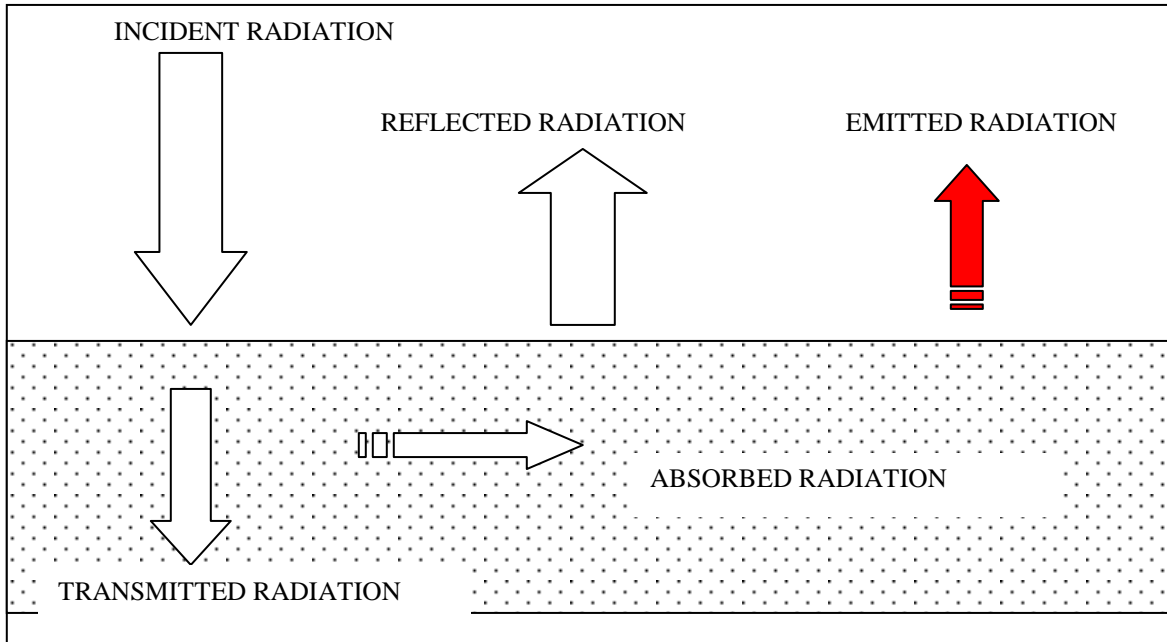 INCIDENT RADIATION
REFLECTED RADIATION
EMITTED RADIATION
ABSORBED RADIATION
TRANSMITTED RADIATION